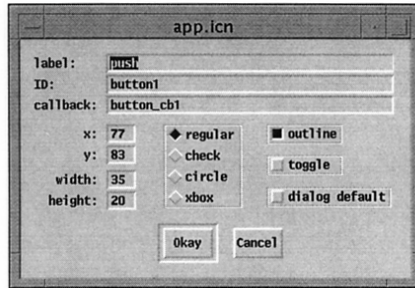 app.icn
label: push
ID: button1
callback: button_cb1
x: 77
y: 83
width: 35
height: 20
regular
check
circle
xbox
outline
toggle
dialog default
Okay Cancel